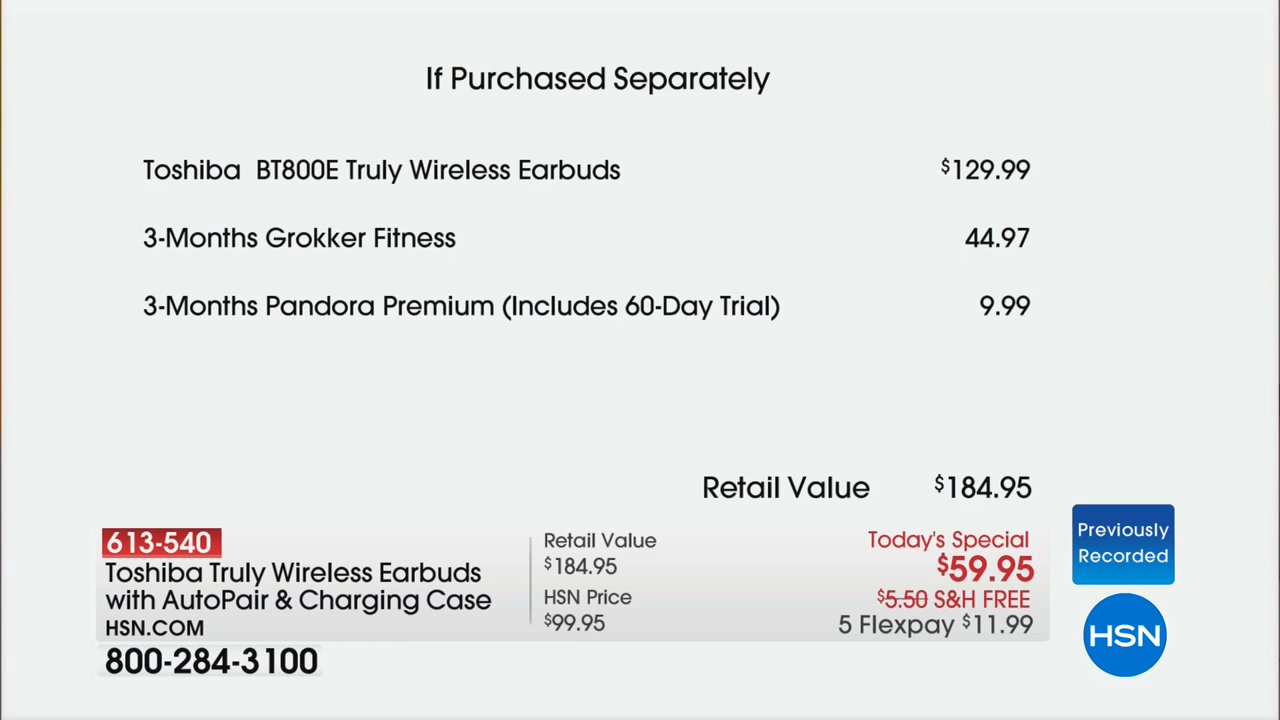 If Purchased Separately
Toshiba BT800E Truly Wireless Earbuds $129.99
3-Months Grokker Fitness 44.97
3-Months Pandora Premium (Includes 60-Day Trial) 9.99
Retail Value $184.95
613-540
Toshiba Truly Wireless Earbuds
with AutoPair & Charging Case
HSN.COM
800-284-3100
Retail Value
$184.95
HSN Price
$99.95
Today's Special
$59.95
$5.50 S&H FREE
5 Flexpay $11.99
Previously
Recorded
HSN